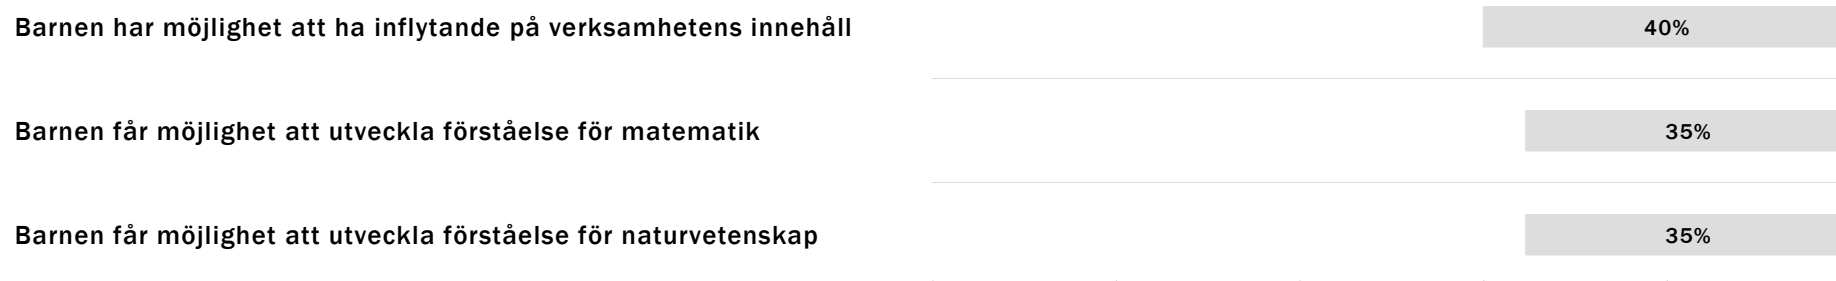 Barnen har möjlighet att ha inflytande på verksamhetens innehåll 40%
Barnen får möjlighet att utveckla förståelse för matematik 35%
Barnen får möjlighet att utveckla förståelse för naturvetenskap 35%